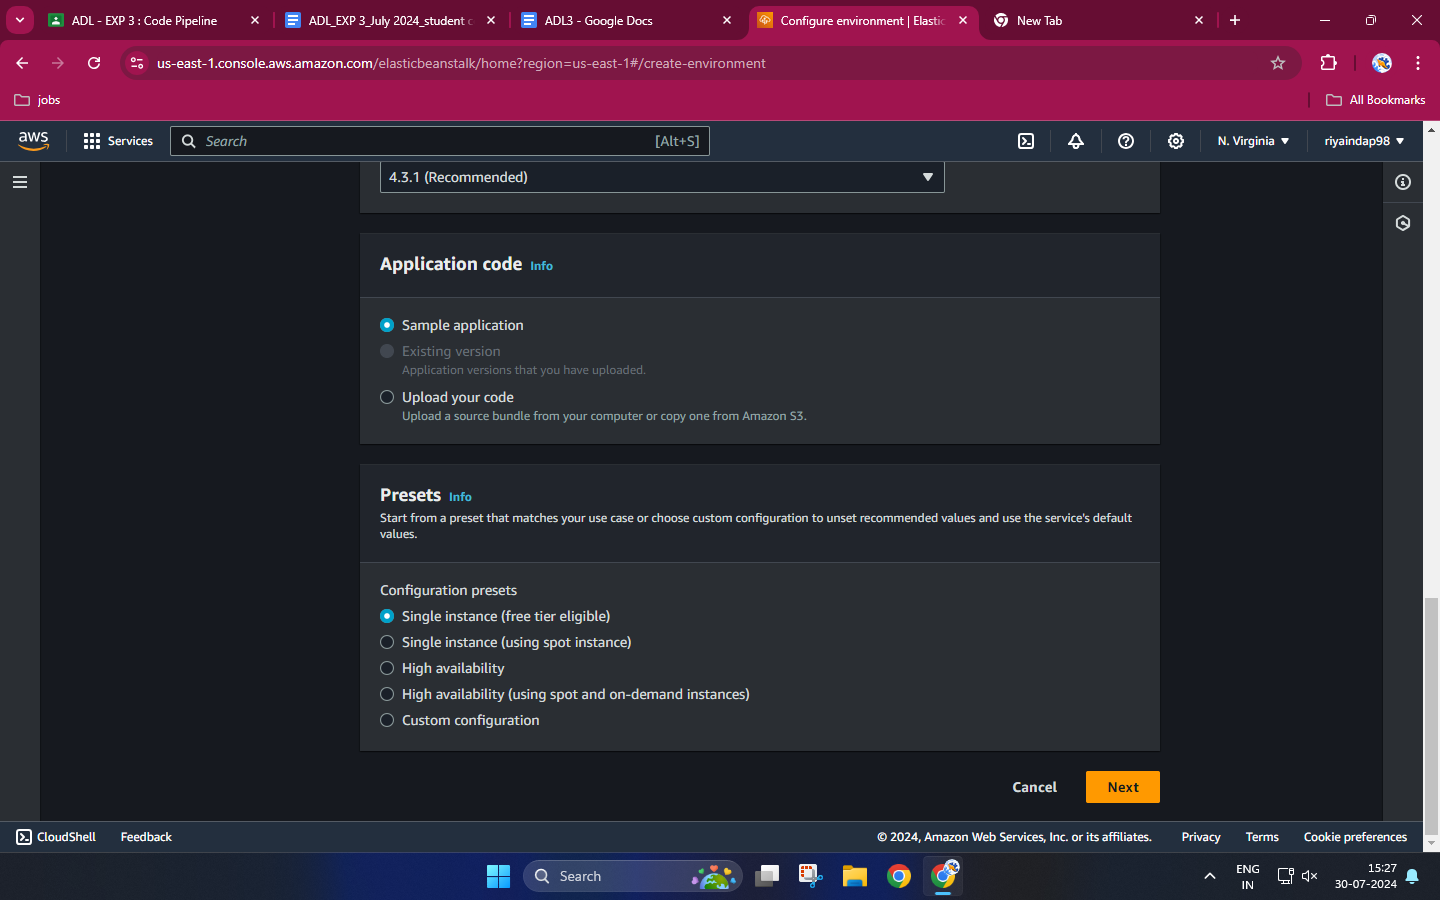 ADL - EXP 3 : Code Pipeline
ADL_EXP 3_July 2024_student c
ADL3 - Google Docs
Configure environment | Elastic
New Tab
us-east-1.console.aws.amazon.com/elasticbeanstalk/home?region=us-east-1#/create-environment
jobs
All Bookmarks
aws
Services
Search
[Alt+S]
N. Virginia
riyaindap98
4.3.1 (Recommended)
Application code Info
Sample application
Existing version
Application versions that you have uploaded.
Upload your code
Upload a source bundle from your computer or copy one from Amazon S3.
Presets Info
Start from a preset that matches your use case or choose custom configuration to unset recommended values and use the service's default
values.
Configuration presets
Single instance (free tier eligible)
Single instance (using spot instance)
High availability
High availability (using spot and on-demand instances)
Custom configuration
Cancel
Next
CloudShell
Feedback
© 2024, Amazon Web Services, Inc. or its affiliates.
Privacy
Terms
Cookie preferences
Search
ENG
IN
15:27
30-07-2024